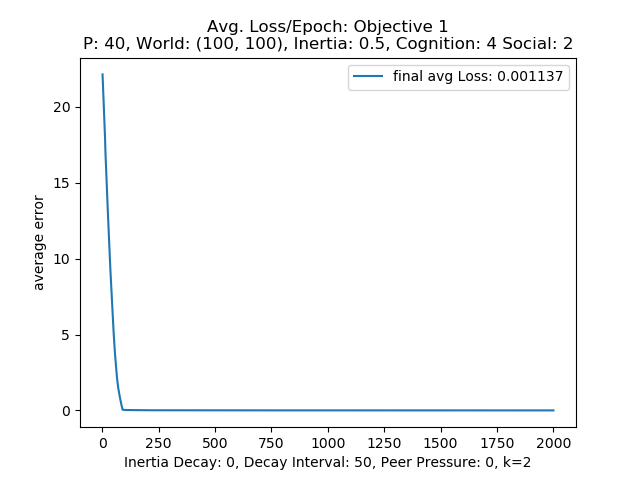 Avg. Loss/Epoch: Objective 1
P: 40, World: (100, 100), Inertia: 0.5, Cognition: 4 Social: 2
final avg Loss: 0.001137
average error
20
15
10
5
0
0 250 500 750 1000 1250 1500 1750 2000
Inertia Decay: 0, Decay Interval: 50, Peer Pressure: 0, k=2